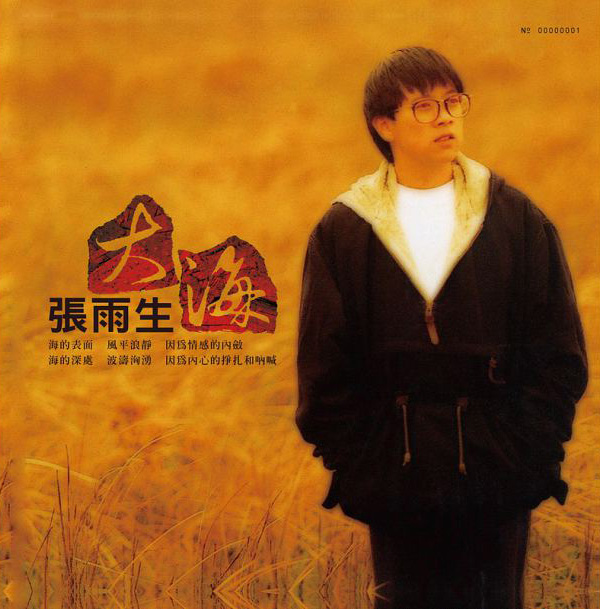 № 00000001
大海
張雨生
海的表面 風平浪靜 因爲情感的內斂
海的深處 波濤洶湧 因爲內心的掙扎和吶喊